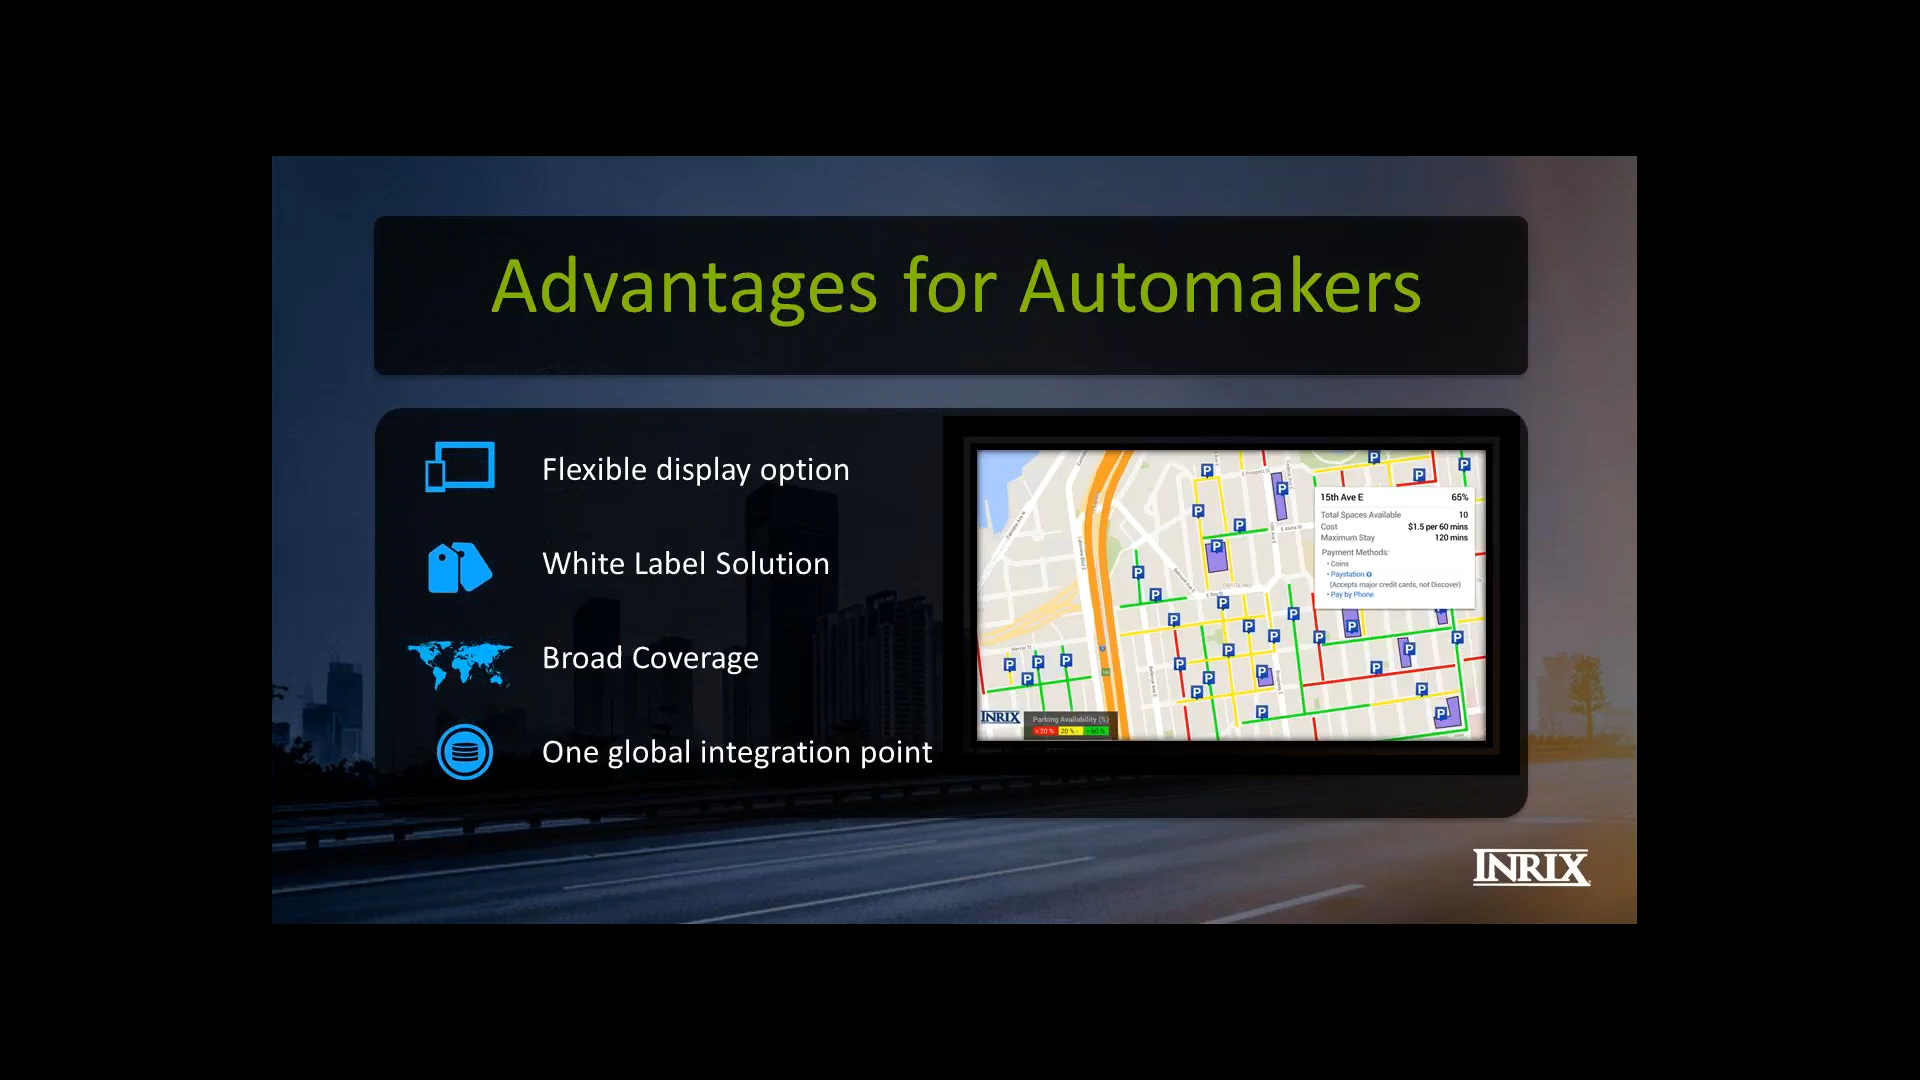 Advantages for Automakers
Flexible display option
White Label Solution
Broad Coverage
One global integration point
15th Ave E 65%
Total Spaces Available 10
Cost $1.5 per 60 mins
Maximum Stay 120 mins
Payment Methods:
• Coins
• Paystation
(Accepts major credit cards, not Discover)
• Pay by Phone
INRIX
Parking Availability (%)
INRIX